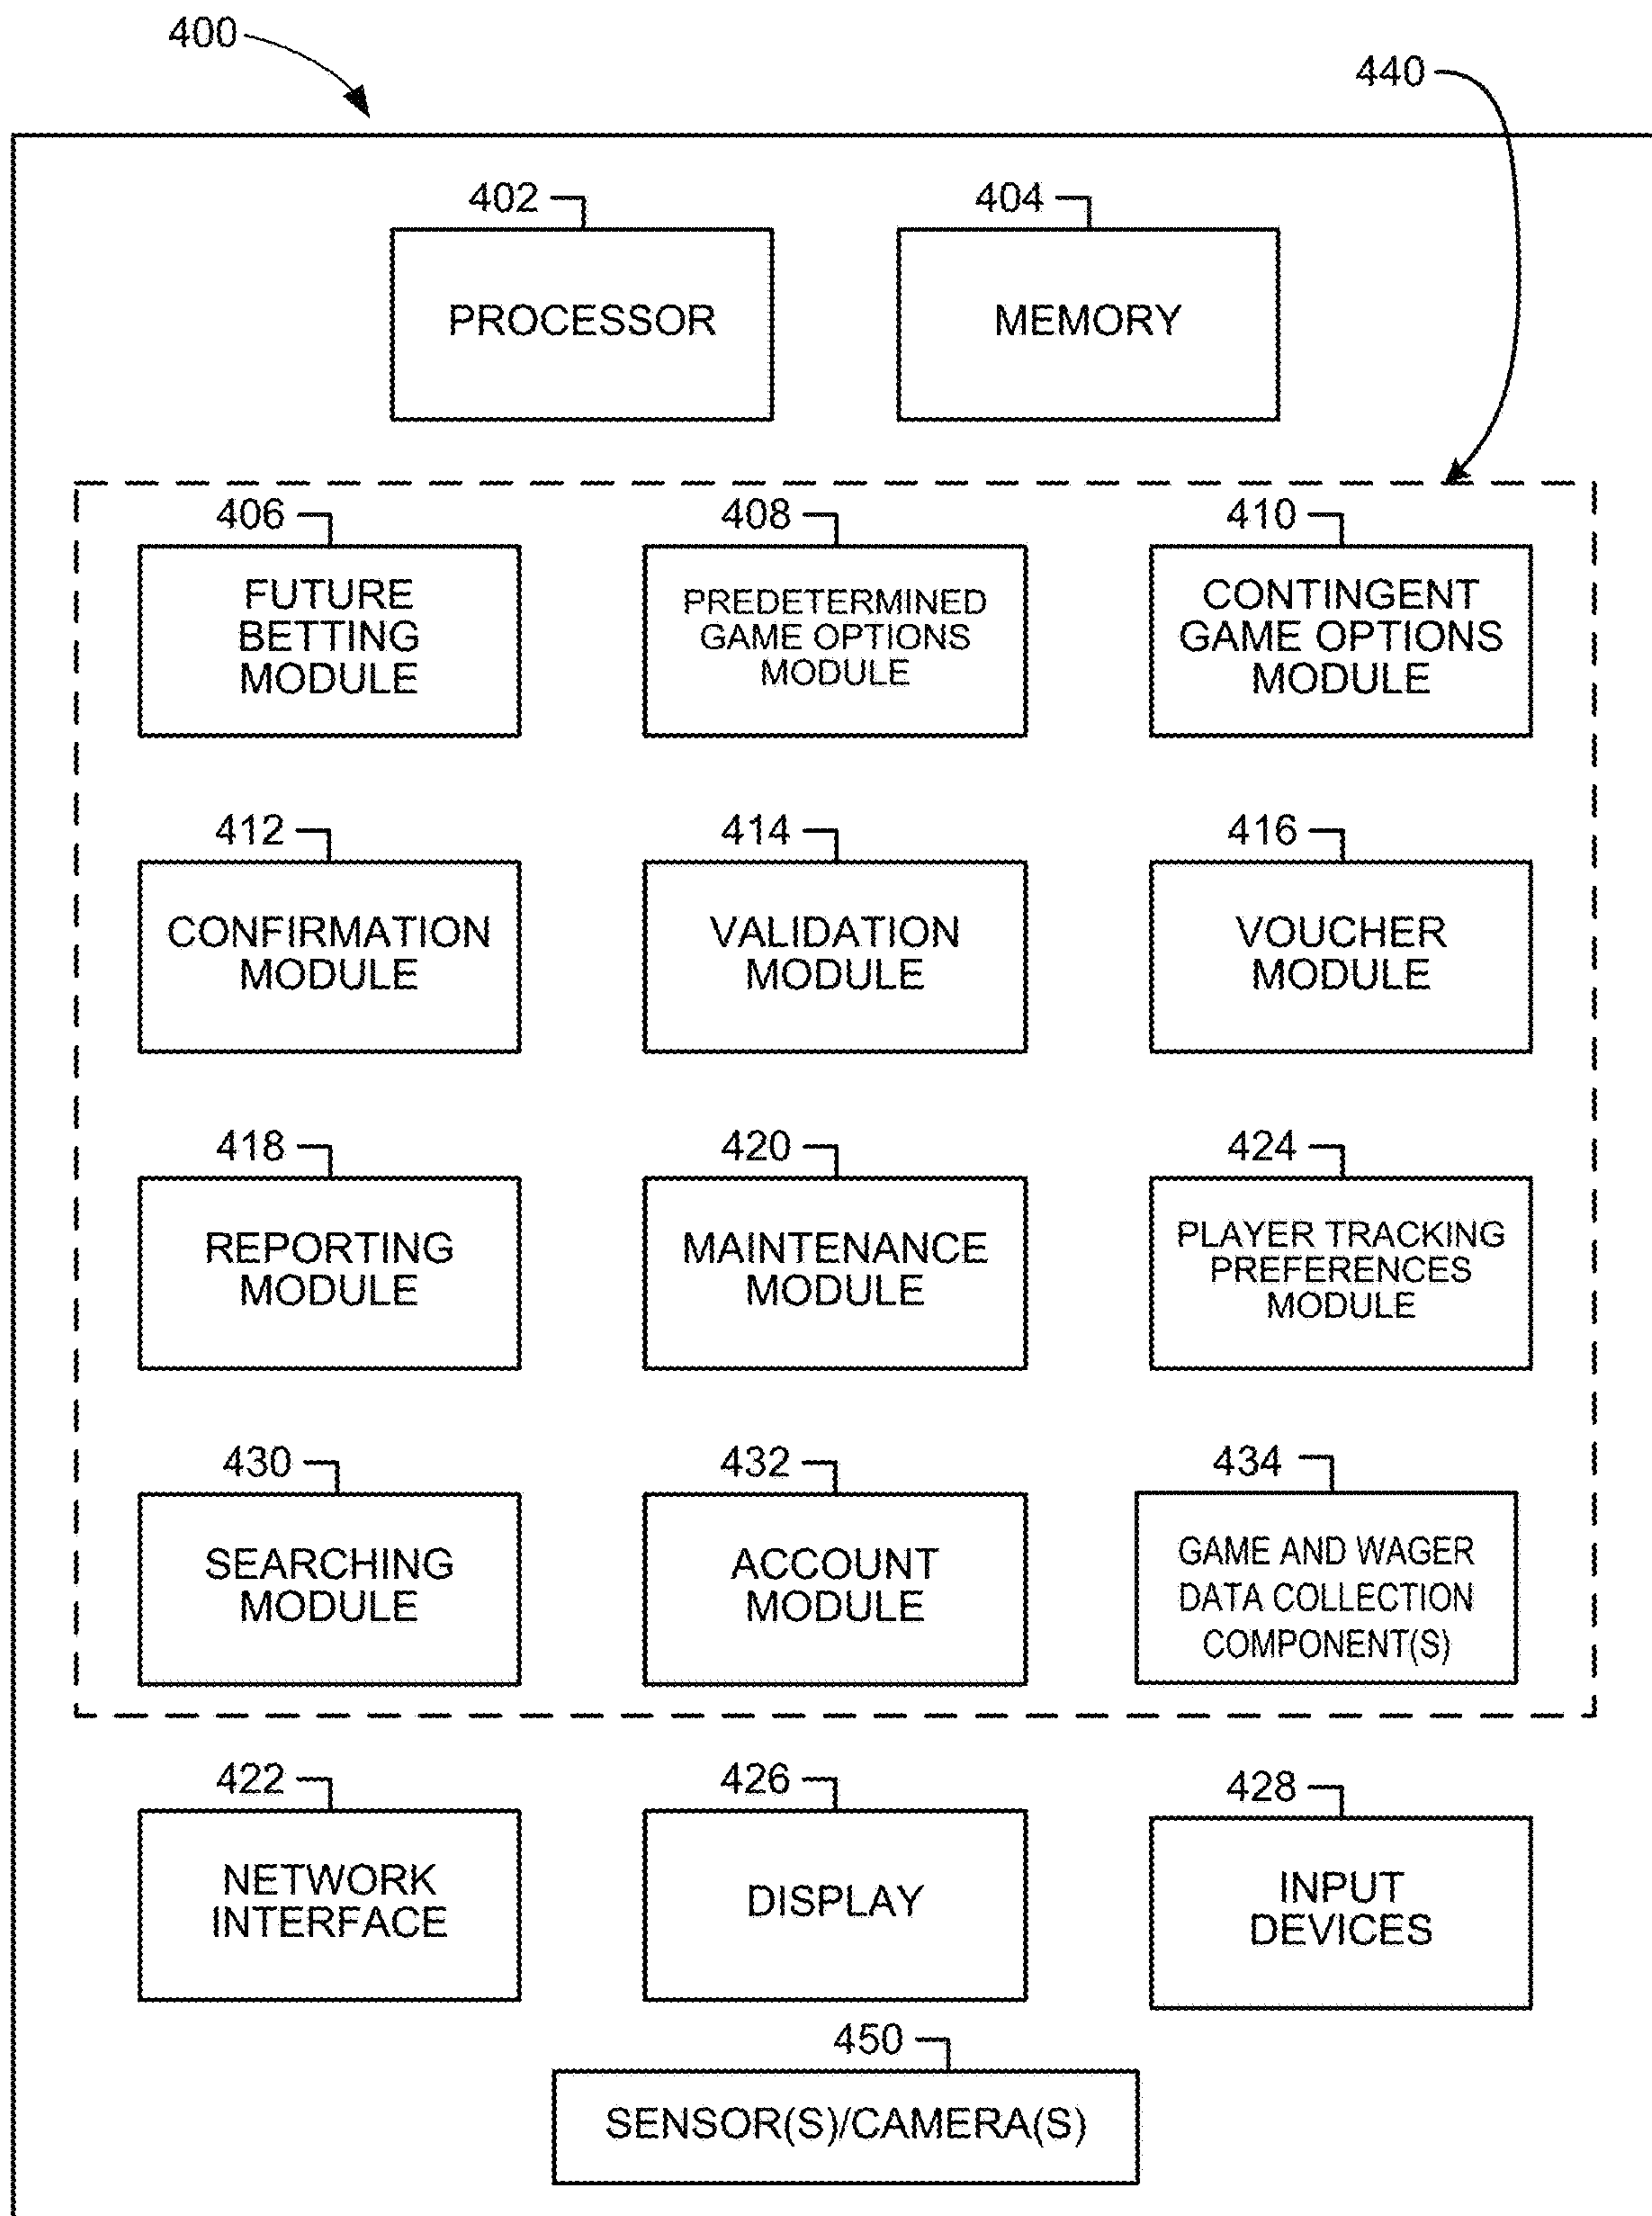 400
440
402
404
PROCESSOR
MEMORY
406
408
410
FUTURE
BETTING
MODULE
PREDETERMINED
GAME OPTIONS
MODULE
CONTINGENT
GAME OPTIONS
MODULE
412
414
416
CONFIRMATION
MODULE
VALIDATION
MODULE
VOUCHER
MODULE
418
420
424
REPORTING
MODULE
MAINTENANCE
MODULE
PLAYER TRACKING
PREFERENCES
MODULE
430
432
434
SEARCHING
MODULE
ACCOUNT
MODULE
GAME AND WAGER
DATA COLLECTION
COMPONENT(S)
422
426
428
NETWORK
INTERFACE
DISPLAY
INPUT
DEVICES
450
SENSOR(S)/CAMERA(S)